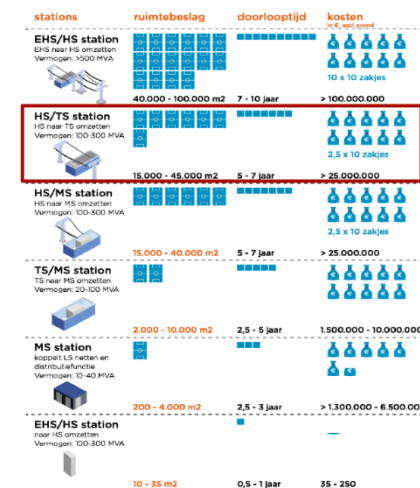 stations ruimtebeslag doorlooptijd kosten
in €, excl grond
EHS/HS station
EHS naar HS omzetten
Vermogen: >500 MVA
10 x 10 zakjes
40.000 - 100.000 m2 7 - 10 jaar > 100.000.000
HS/TS station
HS naar TS omzetten
Vermogen: 100-300 MVA
2,5 x 10 zakjes
15.000 - 45.000 m2 5 - 7 jaar > 25.000.000
HS/MS station
HS naar MS omzetten
Vermogen: 100-300 MVA
2,5 x 10 zakjes
15.000 - 40.000 m2 5 - 7 jaar > 25.000.000
TS/MS station
TS naar MS omzetten
Vermogen: 20-100 MVA
2.000 - 10.000 m2 2,5 - 5 jaar 1.500.000 - 10.000.000
MS station
koppelt LS netten en
distributiefunctie
Vermogen: 10-40 MVA
200 - 4.000 m2 2,5 - 3 jaar > 1.300.000 - 6.500.00
EHS/HS station
naar HS omzetten
Vermogen: 100-300 MVA
10 - 35 m2 0,5 - 1 jaar 35 - 250